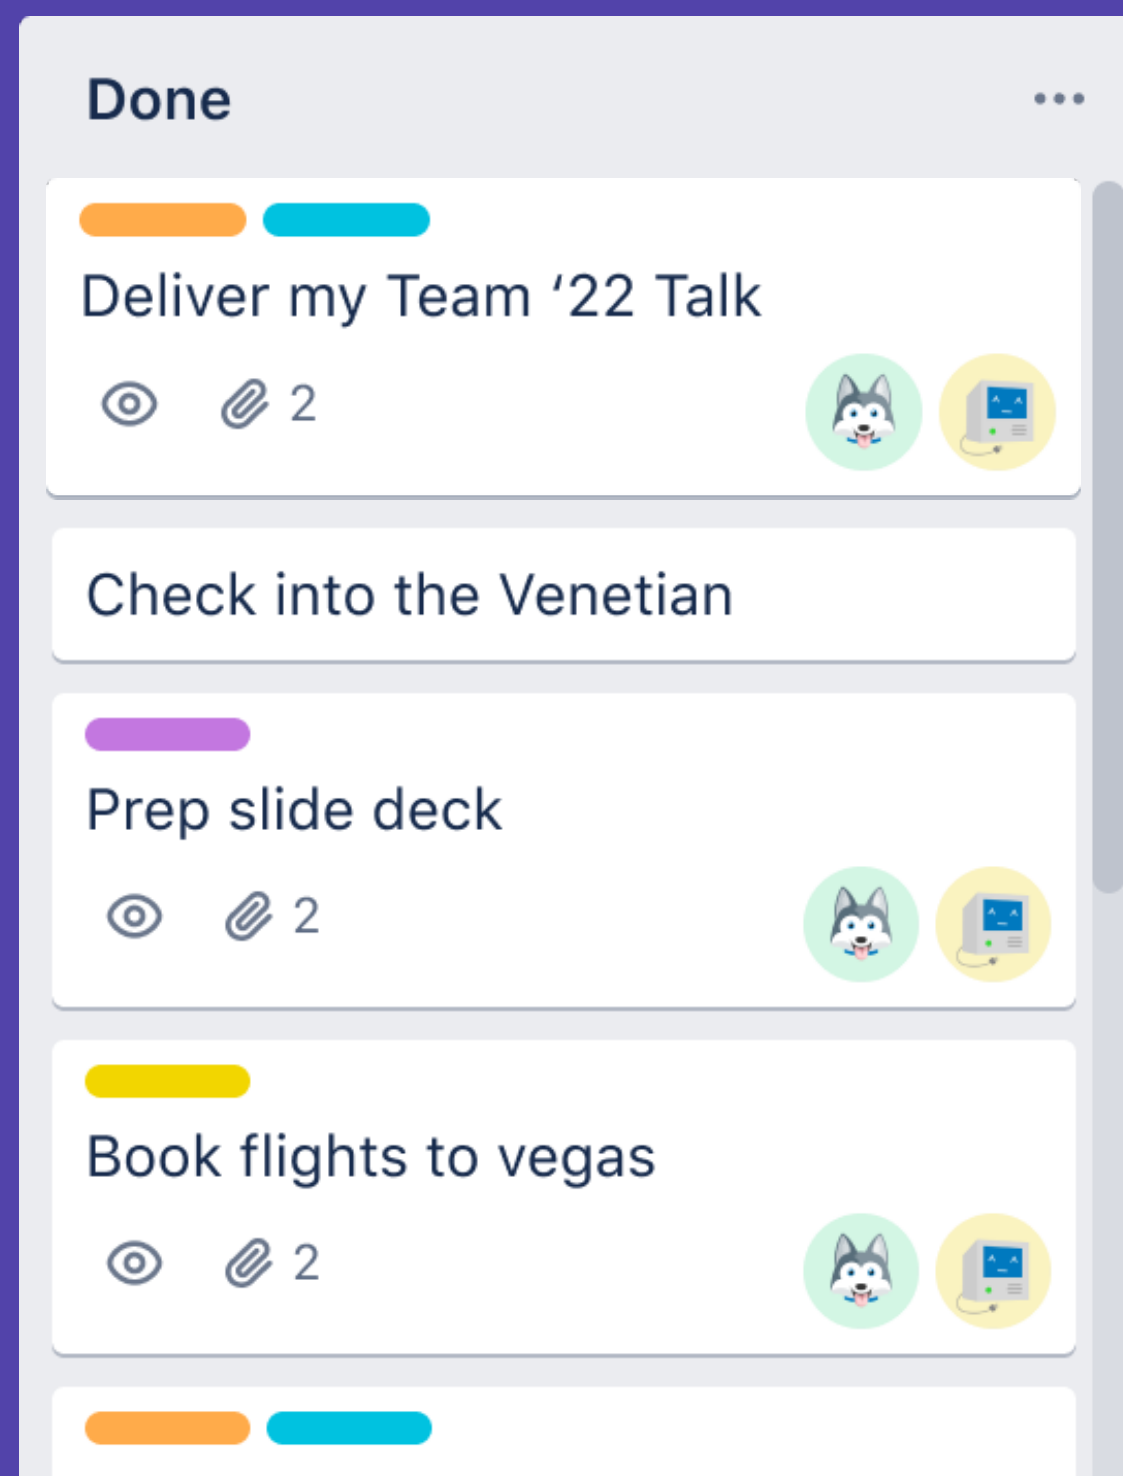 Done
Deliver my Team ‘22 Talk
2
Check into the Venetian
Prep slide deck
2
Book flights to vegas
2